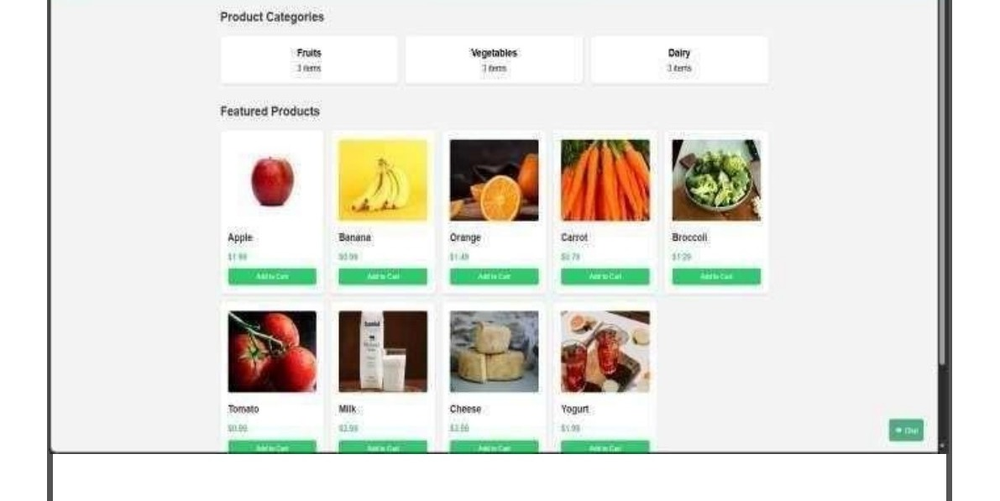 Product Categories
Fruits
3 items
Vegetables
3 items
Dairy
3 items
Featured Products
Apple
$1.99
Add to Cart
Banana
$0.99
Add to Cart
Orange
$1.49
Add to Cart
Carrot
$0.79
Add to Cart
Broccoli
$1.29
Add to Cart
Tomato
$0.99
Add to Cart
Milk
$2.99
Add to Cart
Cheese
Add to Cart
Yogurt
$1.99
Add to Cart
Chat